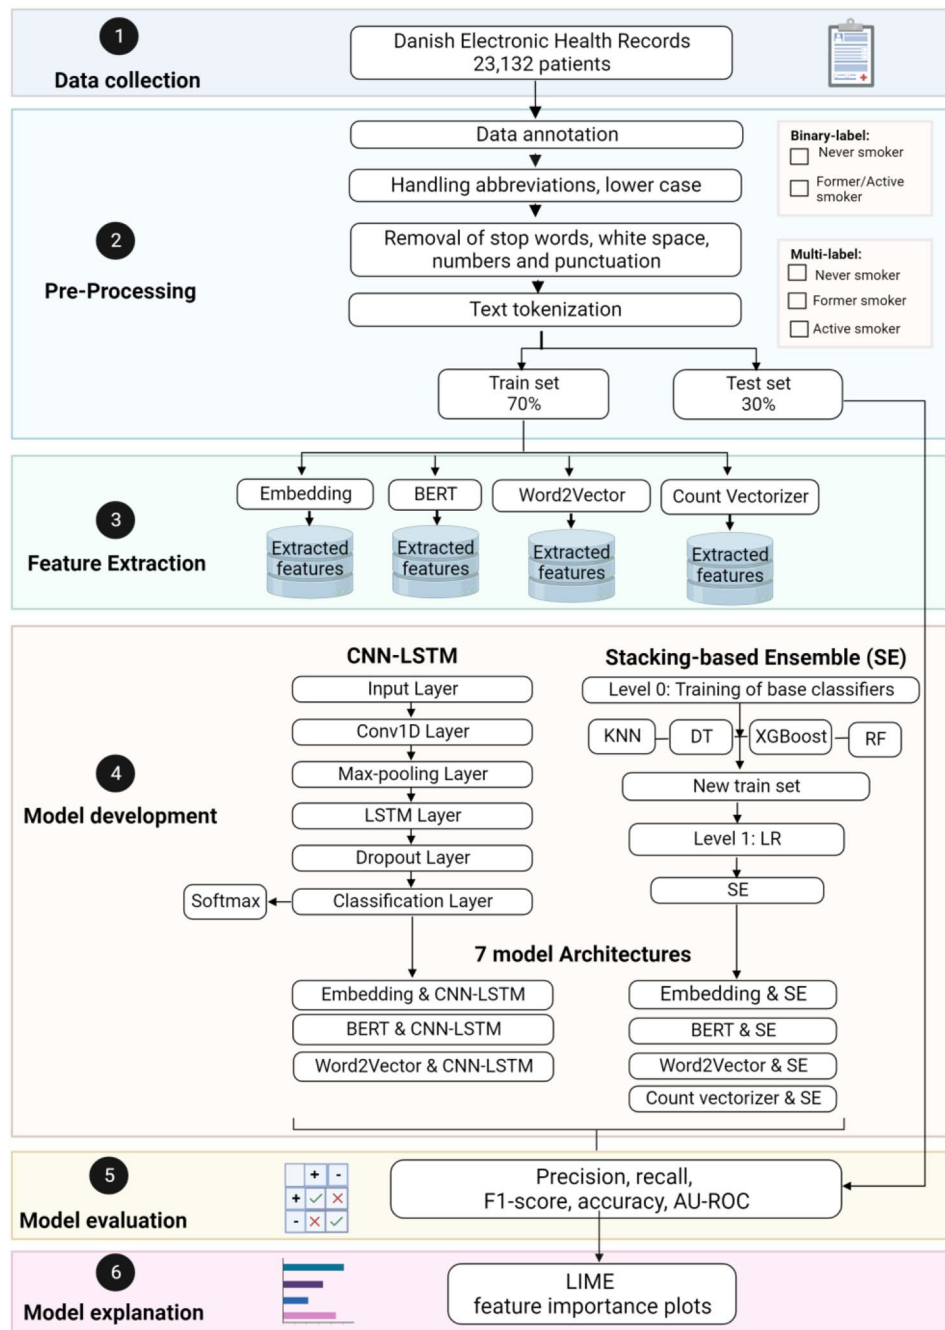 1
Data collection
Danish Electronic Health Records
23,132 patients
2
Pre-Processing
Data annotation
Handling abbreviations, lower case
Removal of stop words, white space,
numbers and punctuation
Text tokenization
Train set
70%
Test set
30%
Binary-label:
Never smoker
Former/Active
smoker
Multi-label:
Never smoker
Former smoker
Active smoker
3
Feature Extraction
Embedding
BERT
Word2Vector
Count Vectorizer
Extracted
features
Extracted
features
Extracted
features
Extracted
features
4
Model development
CNN-LSTM
Input Layer
Conv1D Layer
Max-pooling Layer
LSTM Layer
Dropout Layer
Classification Layer
Softmax
Stacking-based Ensemble (SE)
Level 0: Training of base classifiers
KNN
DT
XGBoost
RF
New train set
Level 1: LR
SE
7 model Architectures
Embedding & CNN-LSTM
BERT & CNN-LSTM
Word2Vector & CNN-LSTM
Embedding & SE
BERT & SE
Word2Vector & SE
Count vectorizer & SE
5
Model evaluation
+ -
+
-
Precision, recall,
F1-score, accuracy, AU-ROC
6
Model explanation
LIME
feature importance plots